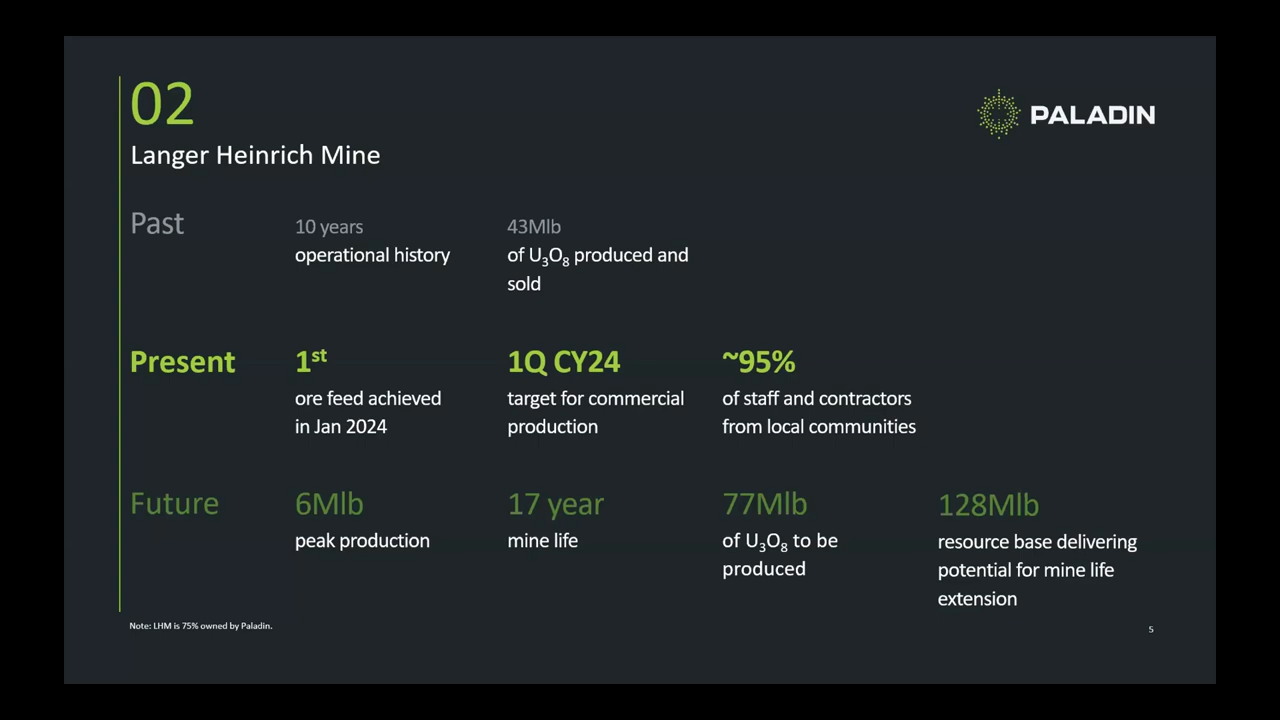 02
PALADIN
Langer Heinrich Mine
Past
10 years
operational history
43Mlb
of U₃O₈ produced and
sold
Present
1st
ore feed achieved
in Jan 2024
1Q CY24
target for commercial
production
~95%
of staff and contractors
from local communities
Future
6Mlb
peak production
17 year
mine life
77Mlb
of U₃O₈ to be
produced
128Mlb
resource base delivering
potential for mine life
extension
Note: LHM is 75% owned by Paladin.
5